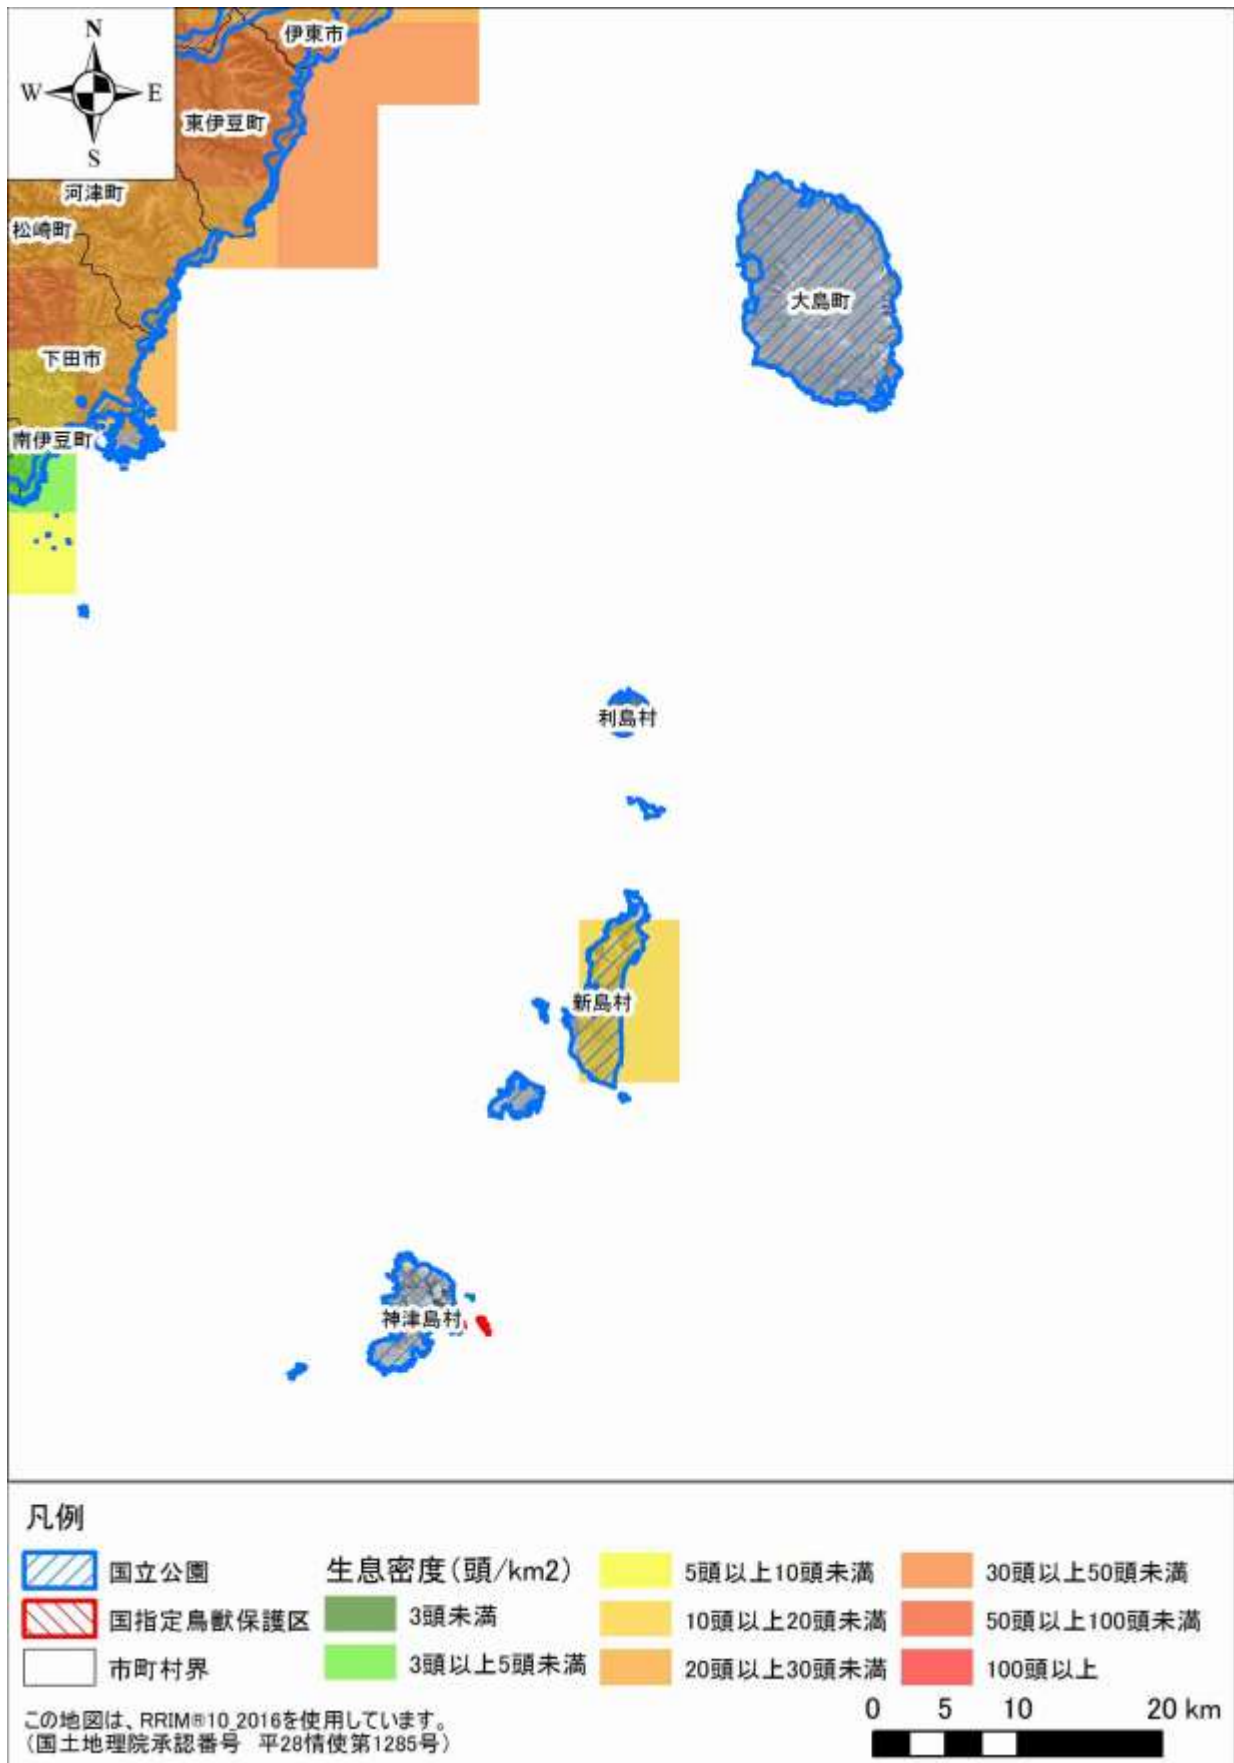 N
W E
S
伊東市
東伊豆町
河津町
松崎町
下田市
南伊豆町
大島町
利島村
新島村
神津島村
凡例
国立公園
国指定鳥獣保護区
市町村界
生息密度(頭/km2)
3頭未満
3頭以上5頭未満
5頭以上10頭未満
10頭以上20頭未満
20頭以上30頭未満
30頭以上50頭未満
50頭以上100頭未満
100頭以上
この地図は、RRIM®10_2016を使用しています。
(国土地理院承認番号 平28情使第1285号)
0 5 10 20 km